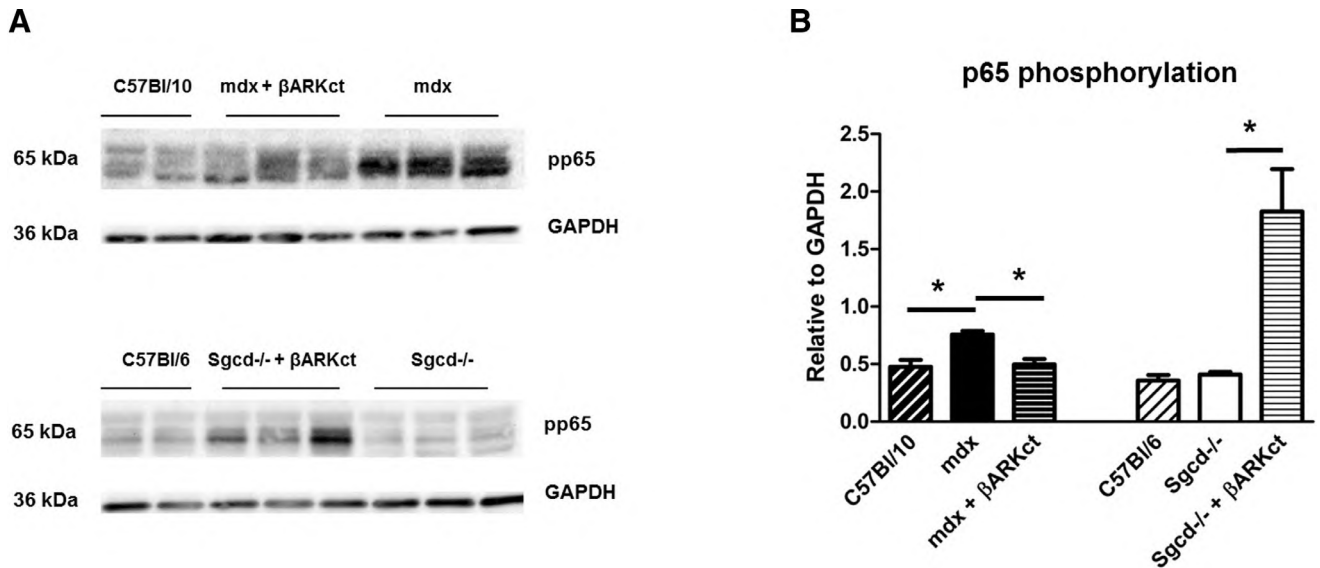 A
C57Bl/10 mdx + βARKct mdx
65 kDa pp65
36 kDa GAPDH
C57Bl/6 Sgcd-/- + βARKct Sgcd-/-
65 kDa pp65
36 kDa GAPDH
B
p65 phosphorylation
Relative to GAPDH
2.5
2.0
1.5
1.0
0.5
0.0
* * *
C57Bl/10
mdx
mdx + βARKct
C57Bl/6
Sgcd-/-
Sgcd-/- + βARKct